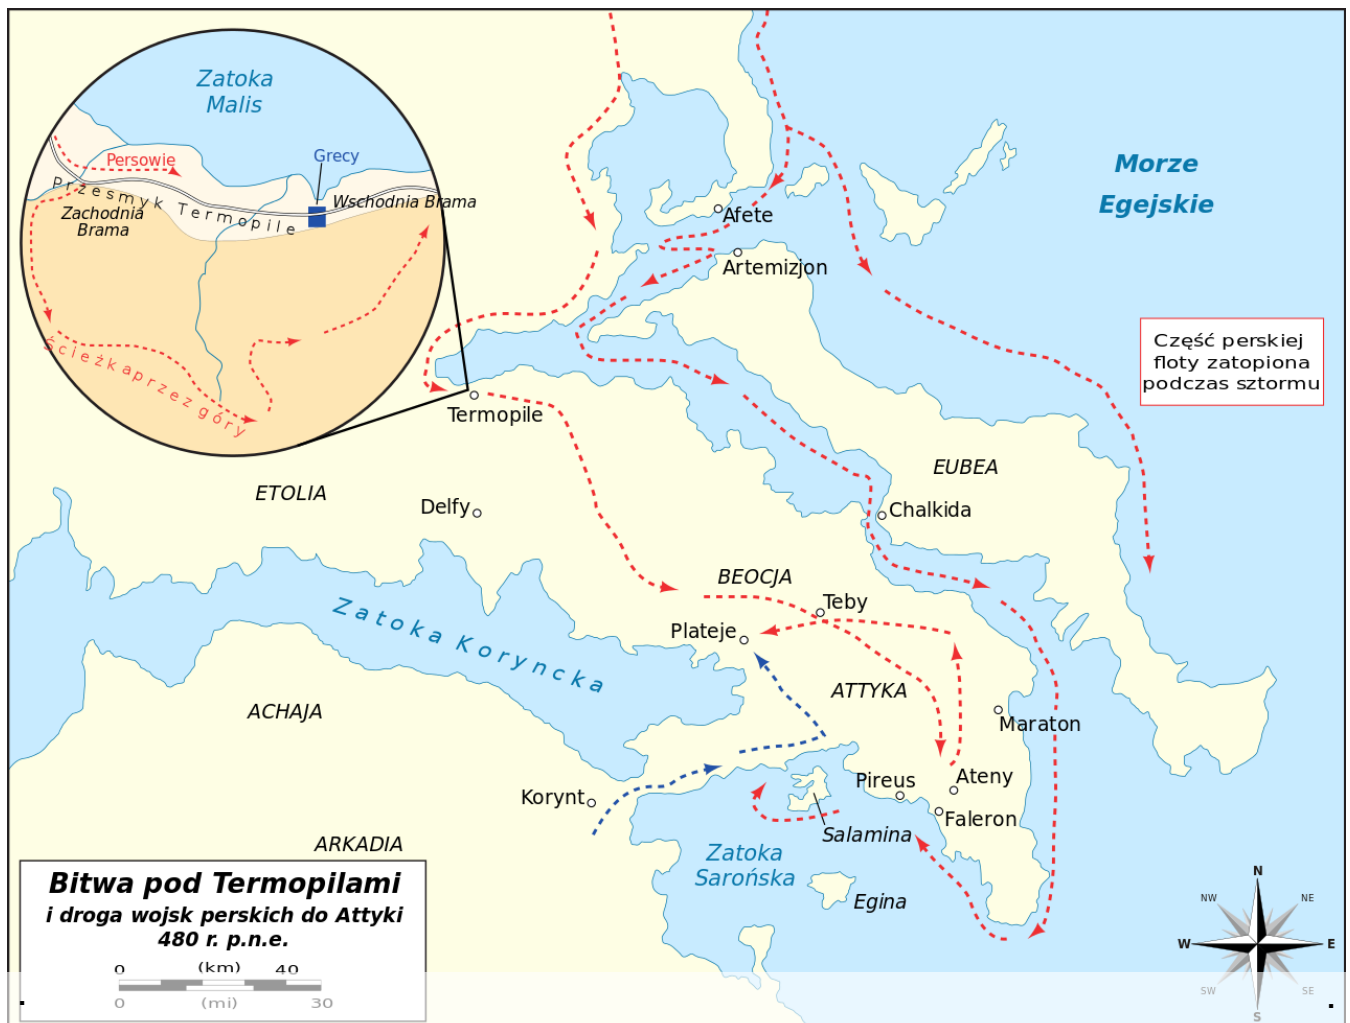 Zatoka
Malis
Persowie
Grecy
Przesmyk Termopile
Wschodnia Brama
Zachodnia
Brama
ścieżka przez góry
Morze
Egejskie
Afete
Artemizjon
Część perskiej
floty zatopiona
podczas sztormu
Termopile
EUBEA
ETOLIA
Delfy
Chalkida
BEOCJA
Teby
Zatoka Koryncka
Plateje
ATTYKA
ACHAJA
Maraton
Pireus
Ateny
Korynt
Faleron
Salamina
ARKADIA
Zatoka
Sarońska
Egina
Bitwa pod Termopilami
i droga wojsk perskich do Attyki
480 r. p.n.e.
0 (km) 40
0 (mi) 30
N
NW NE
W E
SW SE
S